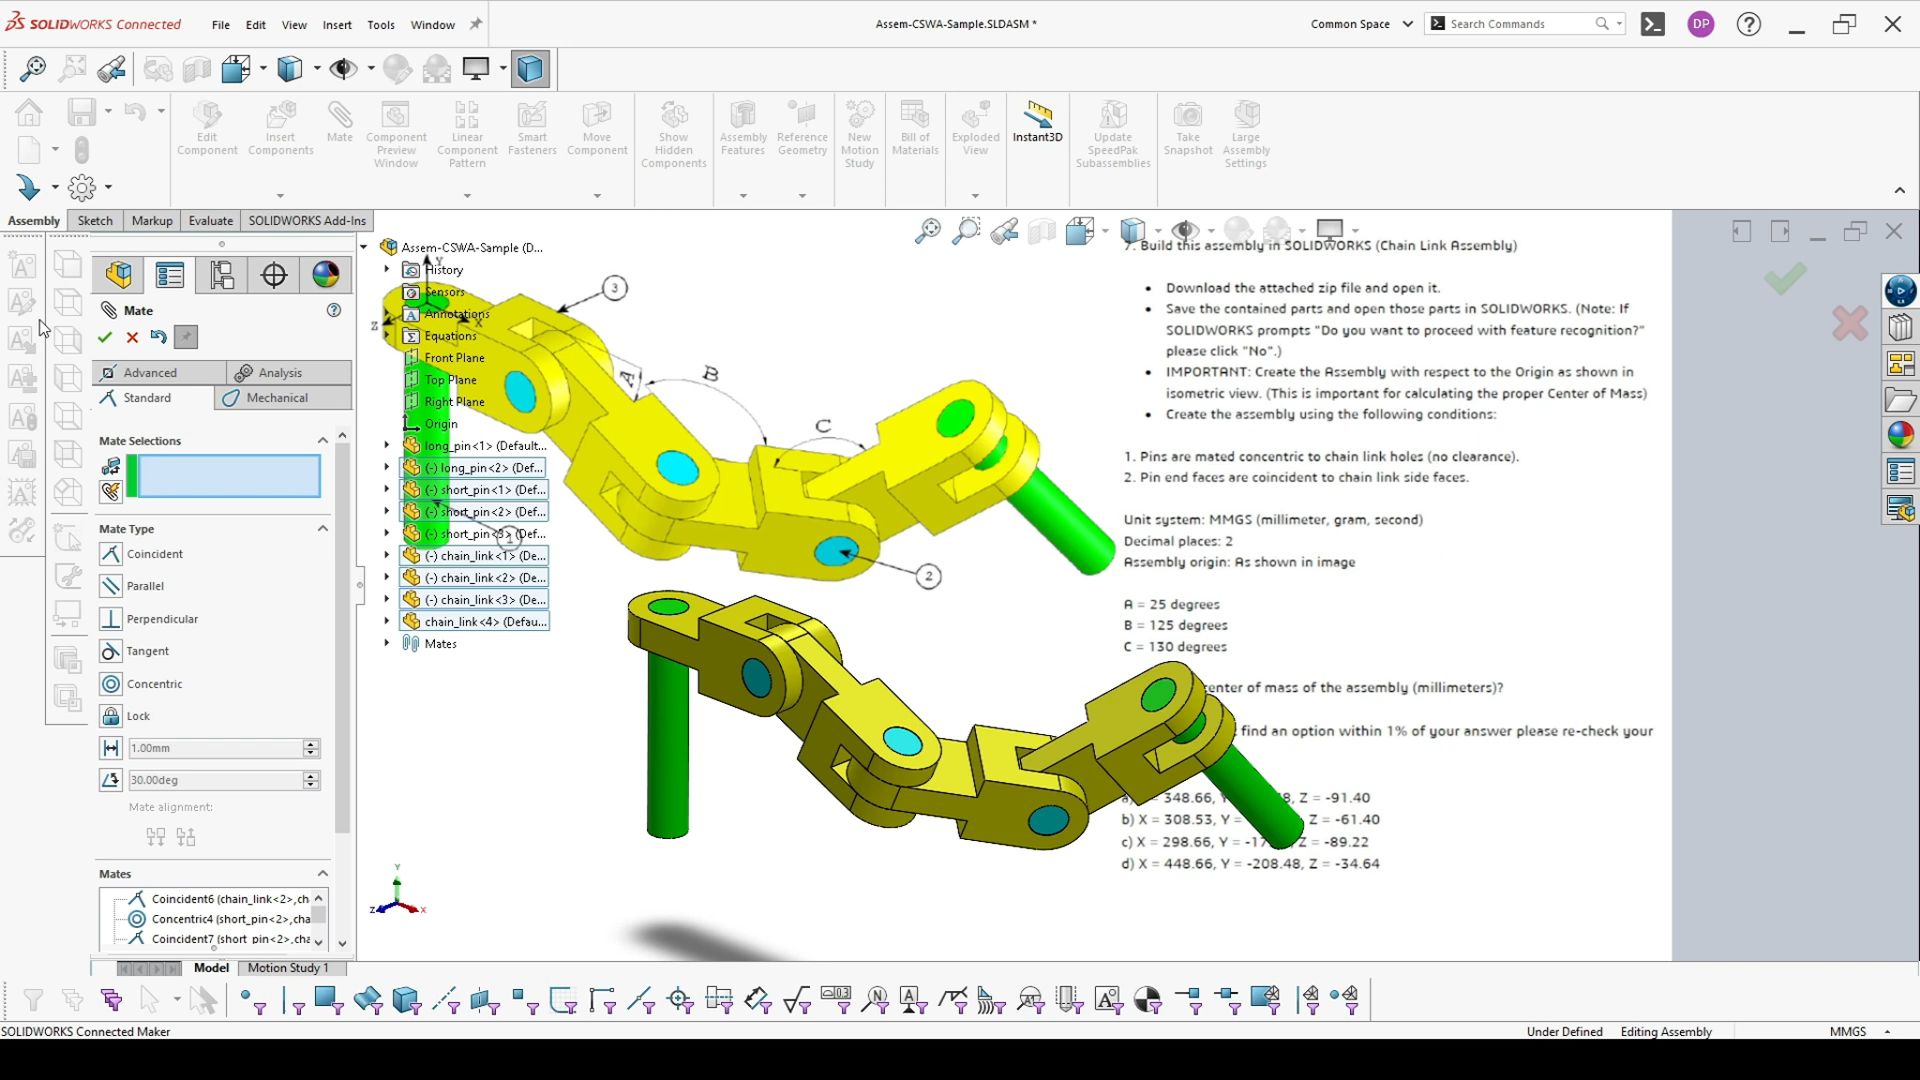 SOLIDWORKS Connected
File Edit View Insert Tools Window
Assem-CSWA-Sample.SLDASM *
Common Space
Search Commands
DP
Edit Component
Insert Components
Mate
Component Preview Window
Linear Component Pattern
Smart Fasteners
Move Component
Show Hidden Components
Assembly Features
Reference Geometry
New Motion Study
Bill of Materials
Exploded View
Instant3D
Update SpeedPak Subassemblies
Take Snapshot
Large Assembly Settings
Assembly Sketch Markup Evaluate SOLIDWORKS Add-Ins
Mate
Advanced
Analysis
Standard
Mechanical
Mate Selections
Mate Type
Coincident
Parallel
Perpendicular
Tangent
Concentric
Lock
1.00mm
30.00deg
Mate alignment:
Mates
Coincident6 (chain_link<2>,ch
Concentric4 (short_pin<2>,cha
Coincident7 (short_pin<2>,cha
Assem-CSWA-Sample (D...
History
Sensors
Annotations
Equations
Front Plane
Top Plane
Right Plane
Origin
long_pin<1> (Default...
(-) long_pin<2> (Def...
(-) short_pin<1> (Def...
(-) short_pin<2> (Def...
(-) short_pin<3> (Def...
(-) chain_link<1> (De...
(-) chain_link<2> (De...
(-) chain_link<3> (De...
chain_link<4> (Defau...
Mates
Y
Z
X
3
A
B
C
1
2
7. Build this assembly in SOLIDWORKS (Chain Link Assembly)
• Download the attached zip file and open it.
• Save the contained parts and open those parts in SOLIDWORKS. (Note: If
SOLIDWORKS prompts "Do you want to proceed with feature recognition?"
please click "No".)
• IMPORTANT: Create the Assembly with respect to the Origin as shown in
isometric view. (This is important for calculating the proper Center of Mass)
• Create the assembly using the following conditions:
1. Pins are mated concentric to chain link holes (no clearance).
2. Pin end faces are coincident to chain link side faces.
Unit system: MMGS (millimeter, gram, second)
Decimal places: 2
Assembly origin: As shown in image
A = 25 degrees
B = 125 degrees
C = 130 degrees
center of mass of the assembly (millimeters)?
find an option within 1% of your answer please re-check your
= 348.66, Y 8, Z = -91.40
b) X = 308.53, Y = Z = -61.40
c) X = 298.66, Y = -17 Z = -89.22
d) X = 448.66, Y = -208.48, Z = -34.64
Y
Z
X
Model
Motion Study 1
SOLIDWORKS Connected Maker
Under Defined
Editing Assembly
MMGS